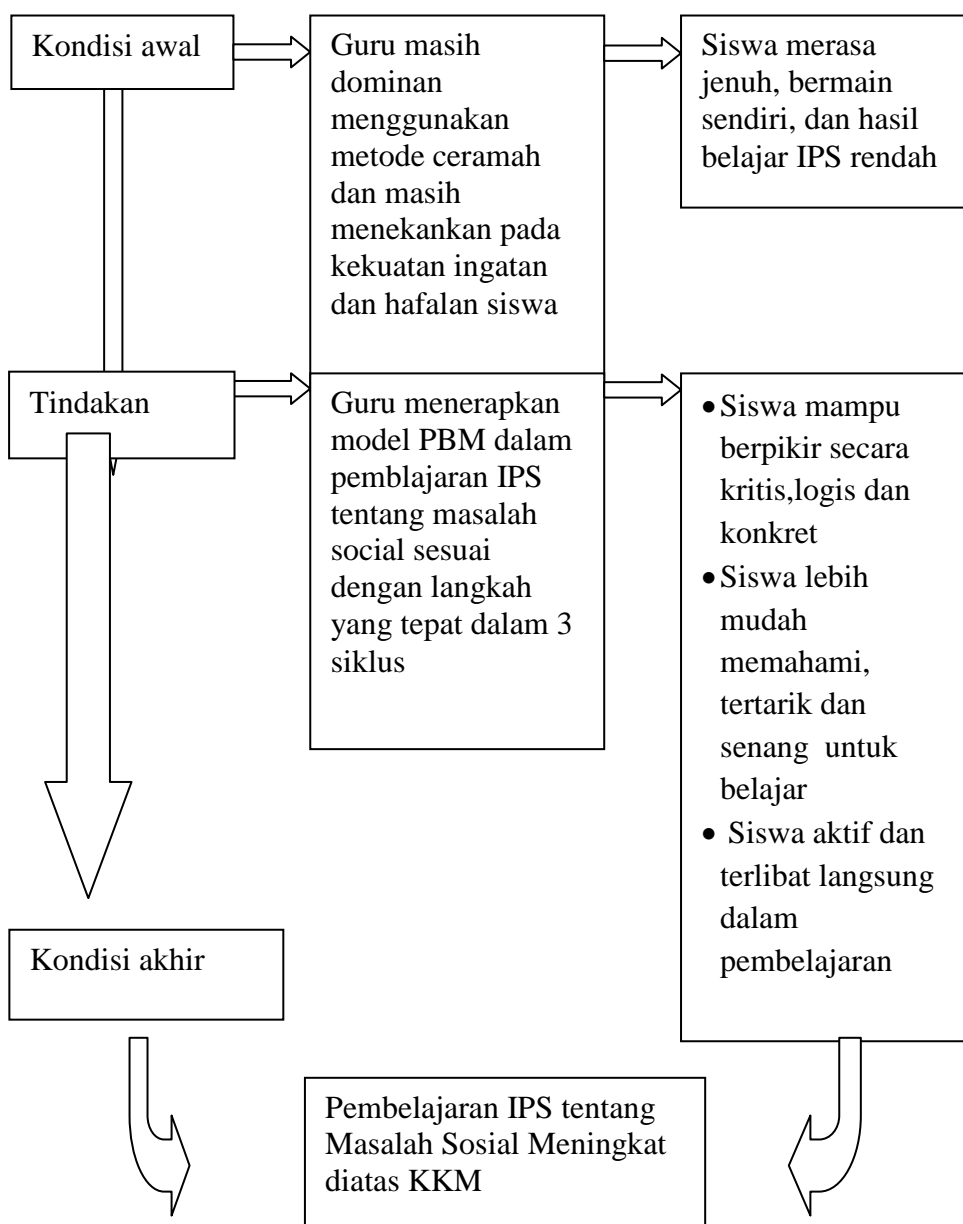 Kondisi awal
Guru masih
dominan
menggunakan
metode ceramah
dan masih
menekankan pada
kekuatan ingatan
dan hafalan siswa
Siswa merasa
jenuh, bermain
sendiri, dan hasil
belajar IPS rendah
Tindakan
Guru menerapkan
model PBM dalam
pemblajaran IPS
tentang masalah
social sesuai
dengan langkah
yang tepat dalam 3
siklus
• Siswa mampu
berpikir secara
kritis,logis dan
konkret
• Siswa lebih
mudah
memahami,
tertarik dan
senang untuk
belajar
• Siswa aktif dan
terlibat langsung
dalam
pembelajaran
Kondisi akhir
Pembelajaran IPS tentang
Masalah Sosial Meningkat
diatas KKM